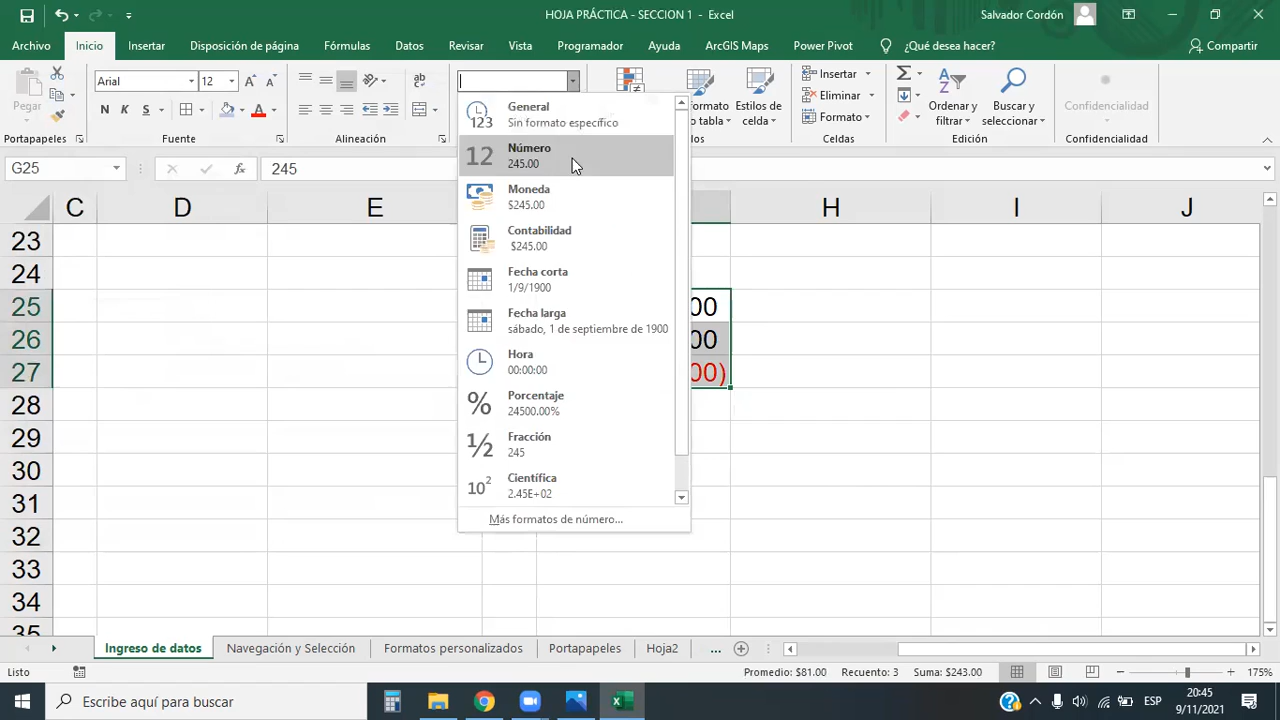 HOJA PRÁCTICA - SECCION 1 - Excel
Salvador Cordón
Archivo Inicio Insertar Disposición de página Fórmulas Datos Revisar Vista Programador Ayuda ArcGIS Maps Power Pivot ¿Qué desea hacer? Compartir
Pegar
Arial 12
N K S
Portapapeles Fuente Alineación
Formato
tabla
Estilos de
celda
Insertar
Eliminar
Formato
Celdas
Ordenar y
filtrar
Buscar y
seleccionar
Edición
Confidencialidad
Confidencialidad
G25 fx 245
General
Sin formato específico
Número
245.00
Moneda
$245.00
Contabilidad
$245.00
Fecha corta
1/9/1900
Fecha larga
sábado, 1 de septiembre de 1900
Hora
00:00:00
Porcentaje
24500.00%
Fracción
245
Científica
2.45E+02
Más formatos de número...
C D E H I J
23
24
25 00
26 00
27 00)
28
29
30
31
32
33
34
35
Ingreso de datos Navegación y Selección Formatos personalizados Portapapeles Hoja2 ...
Listo Promedio: $81.00 Recuento: 3 Suma: $243.00 175%
Escribe aquí para buscar
ESP
20:45
9/11/2021